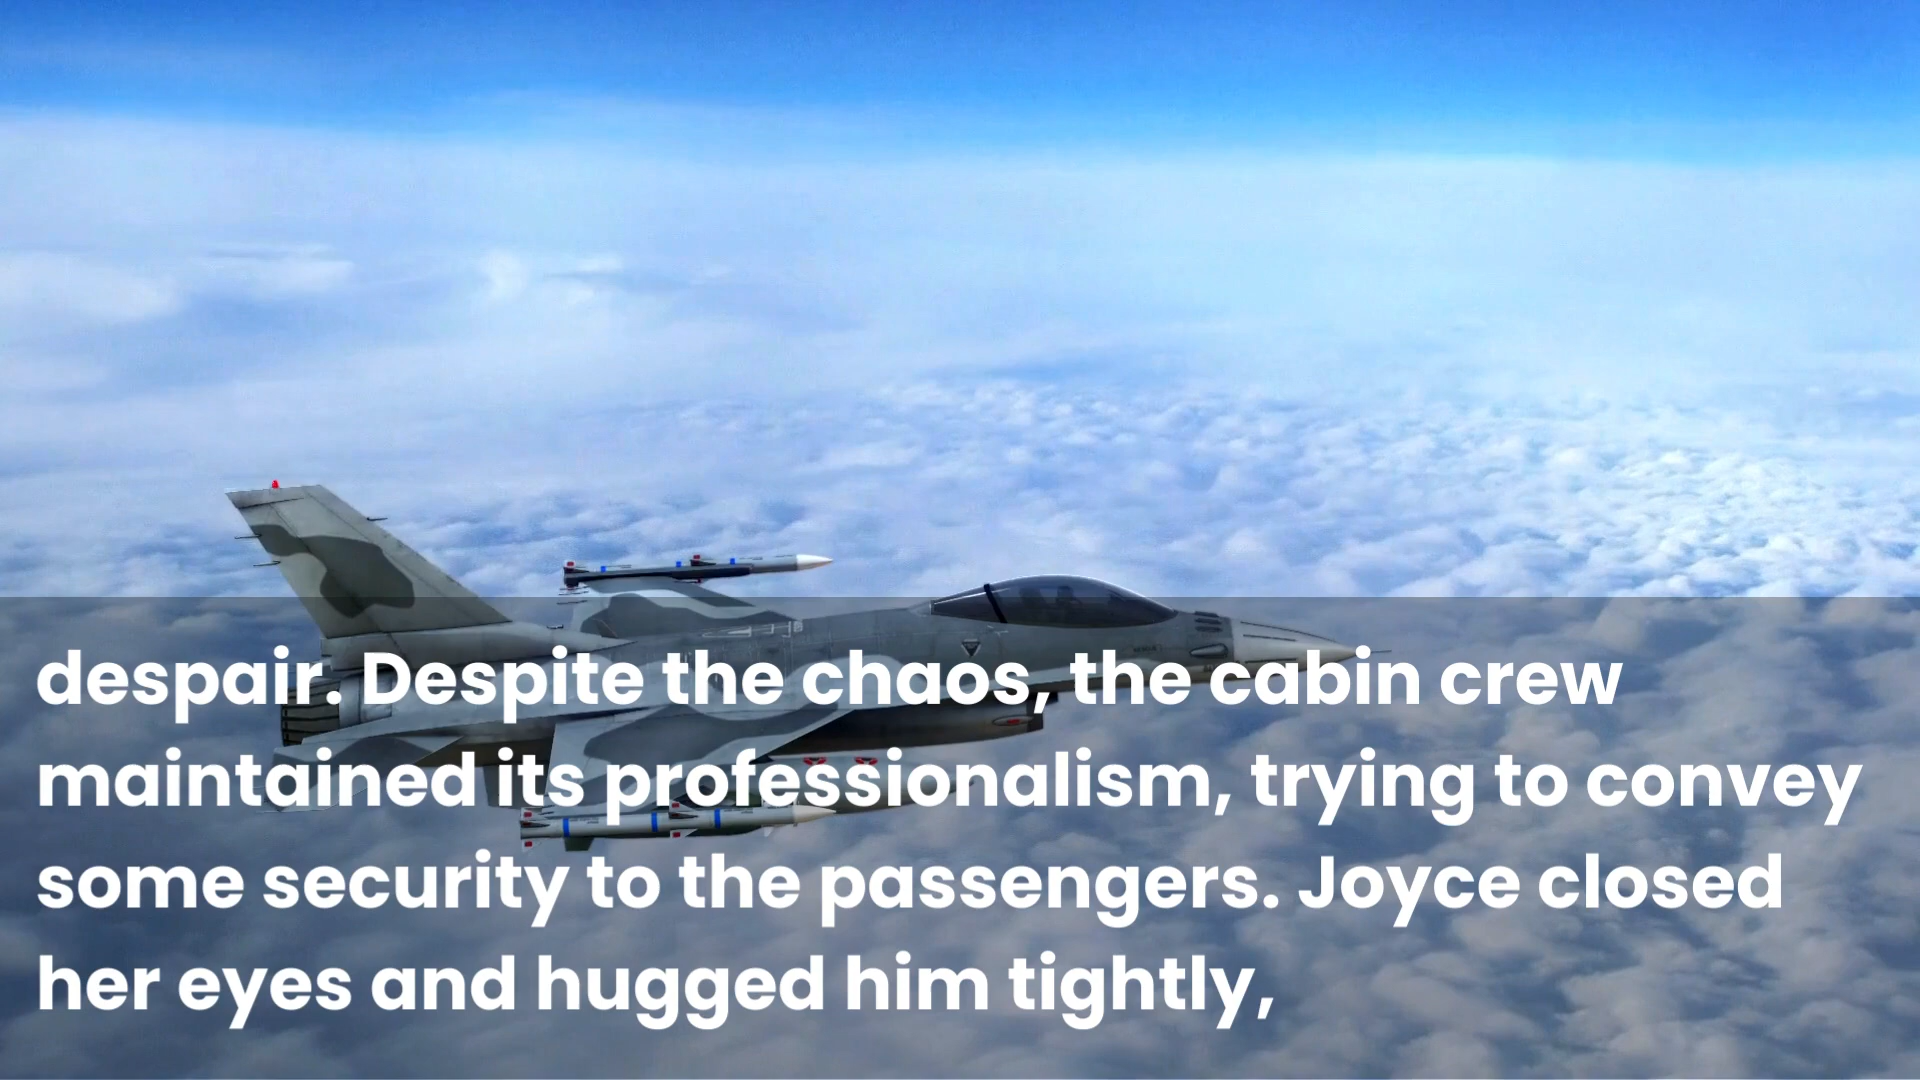 despair. Despite the chaos, the cabin crew
maintained its professionalism, trying to convey
some security to the passengers. Joyce closed
her eyes and hugged him tightly,